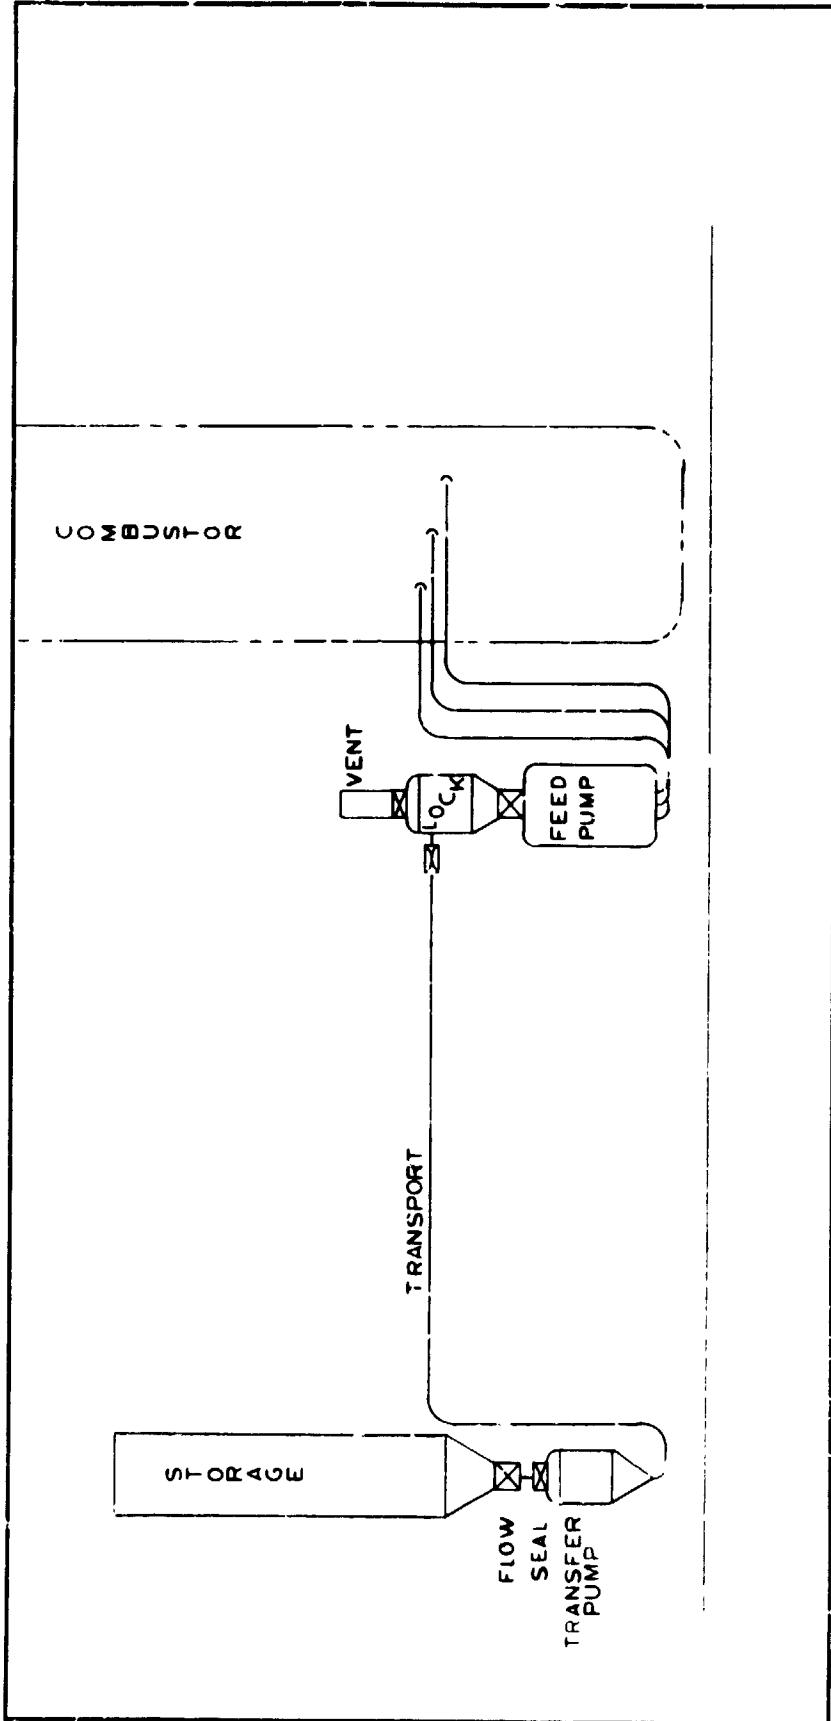 STORAGE
FLOW
SEAL
TRANSFER
PUMP
TRANSPORT
VENT
LOCK
FEED
PUMP
COMBUSTOR